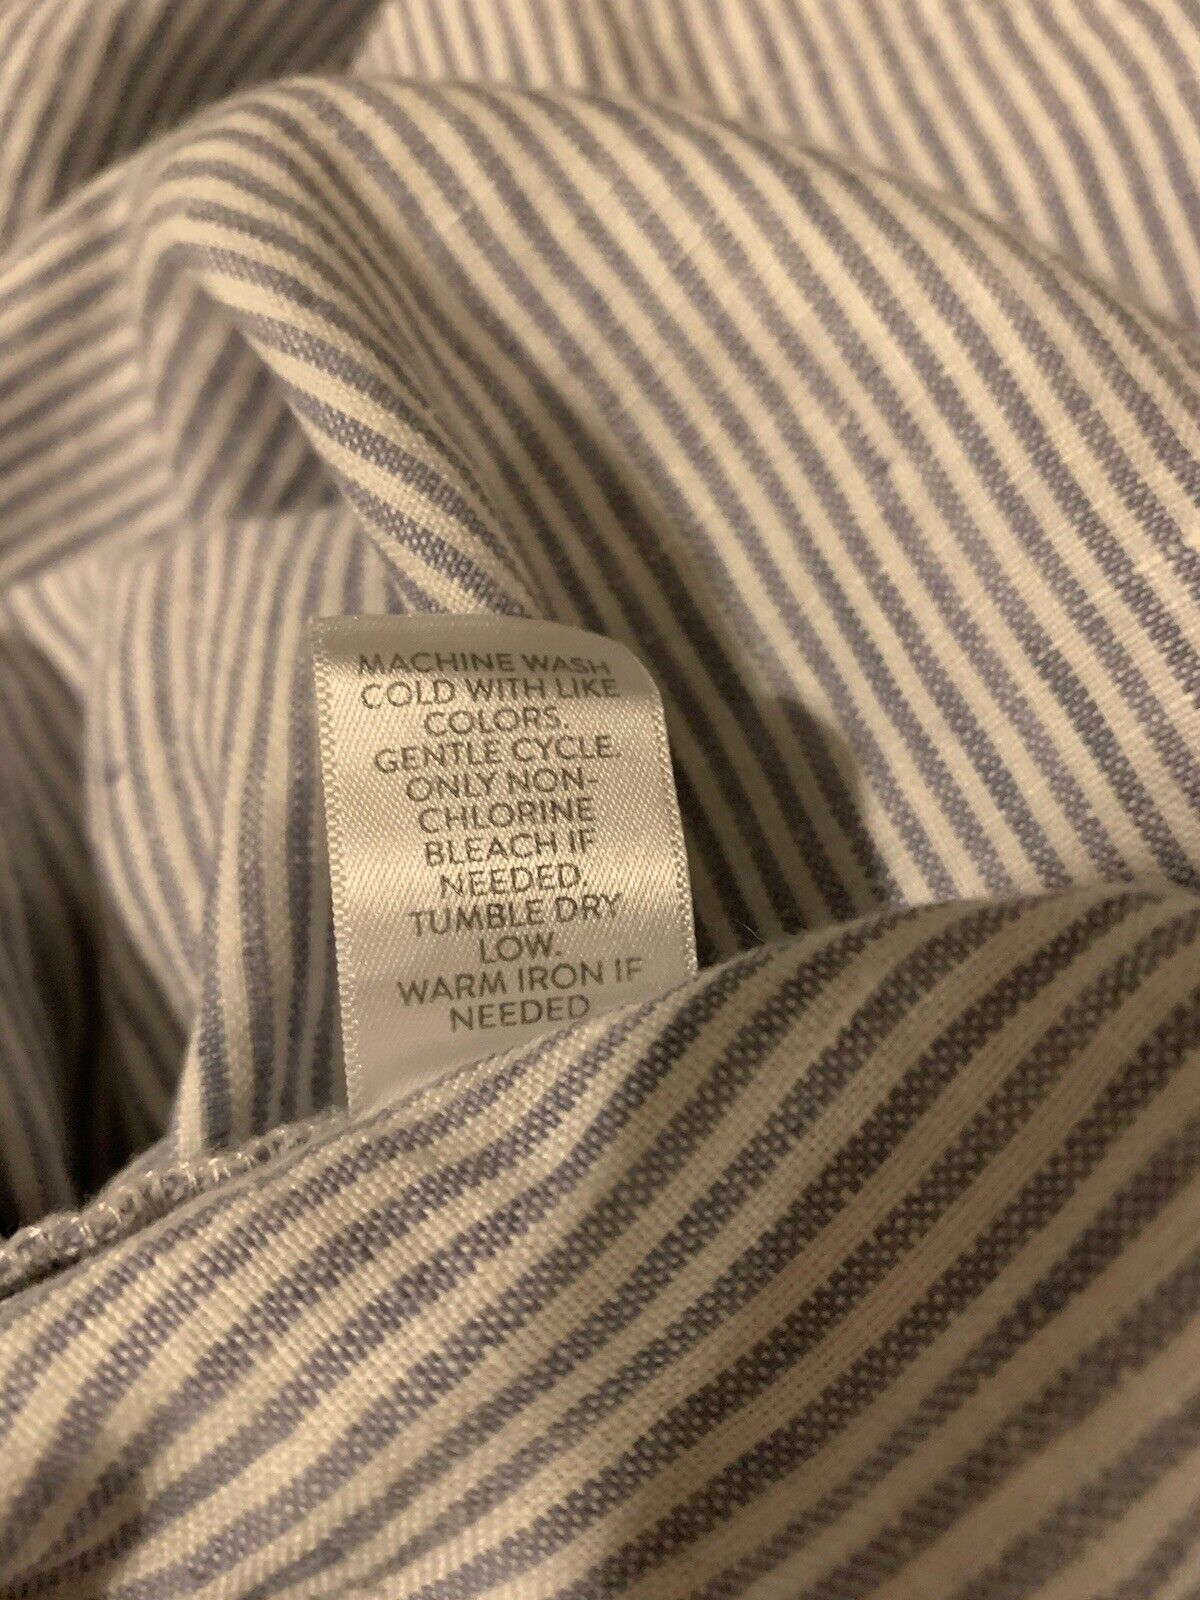 MACHINE WASH
COLD WITH LIKE
COLORS.
GENTLE CYCLE.
ONLY NON-
CHLORINE
BLEACH IF
NEEDED.
TUMBLE DRY
LOW.
WARM IRON IF
NEEDED